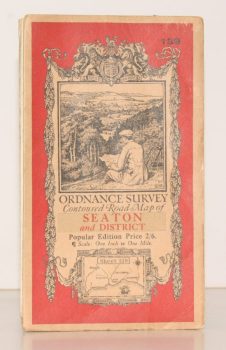 139
ORDNANCE SURVEY
Contoured Road Map of
SEATON
and DISTRICT
Popular Edition Price 2/6.
Scale: One Inch to One Mile